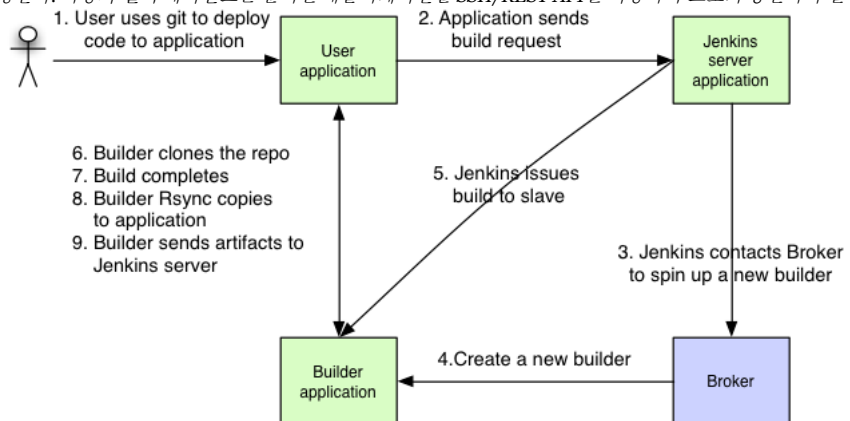 SSH/REST API
1. User uses git to deploy
code to application
2. Application sends
build request
User
application
Jenkins
server
application
6. Builder clones the repo
7. Build completes
8. Builder Rsync copies
to application
9. Builder sends artifacts to
Jenkins server
5. Jenkins issues
build to slave
3. Jenkins contacts Broker
to spin up a new builder
4.Create a new builder
Builder
application
Broker